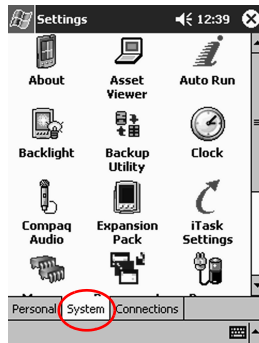 Settings 12:39
About Asset Viewer Auto Run
Backlight Backup Utility Clock
Compaq Audio Expansion Pack iTask Settings
Personal System Connections